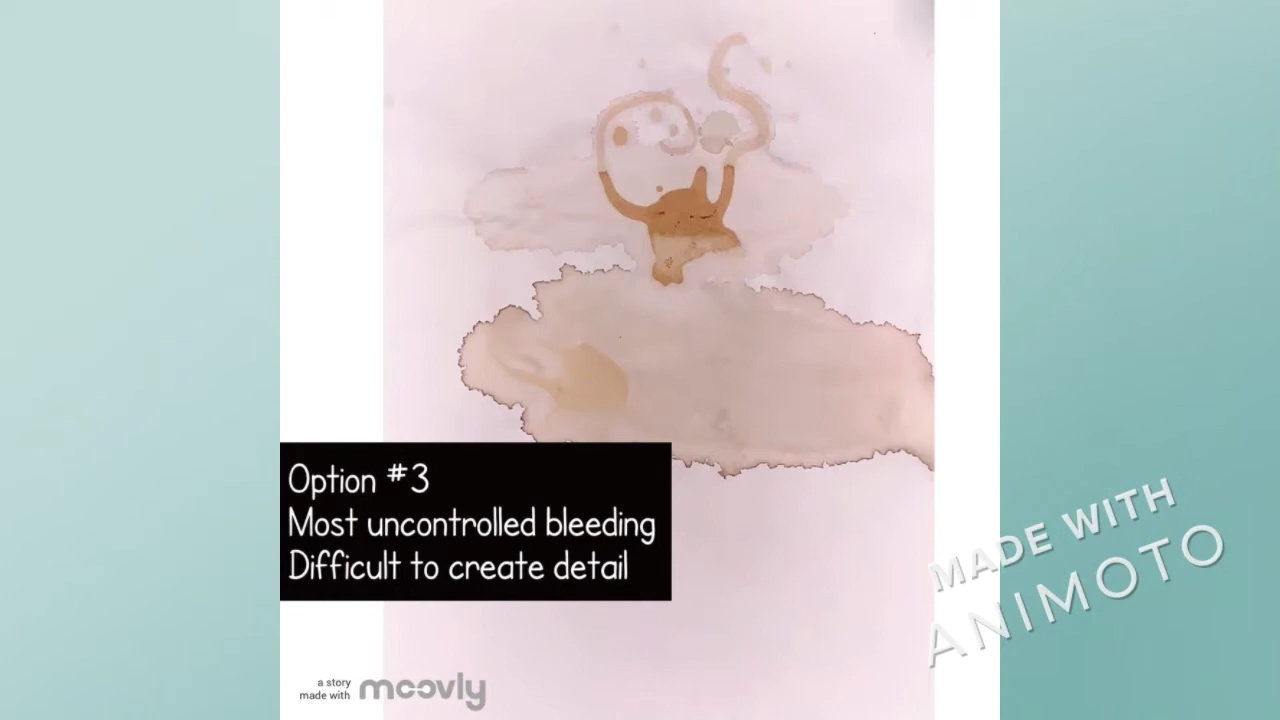 Option #3
Most uncontrolled bleeding
Difficult to create detail
MADE WITH
ANIMOTO
a story
made with moovly